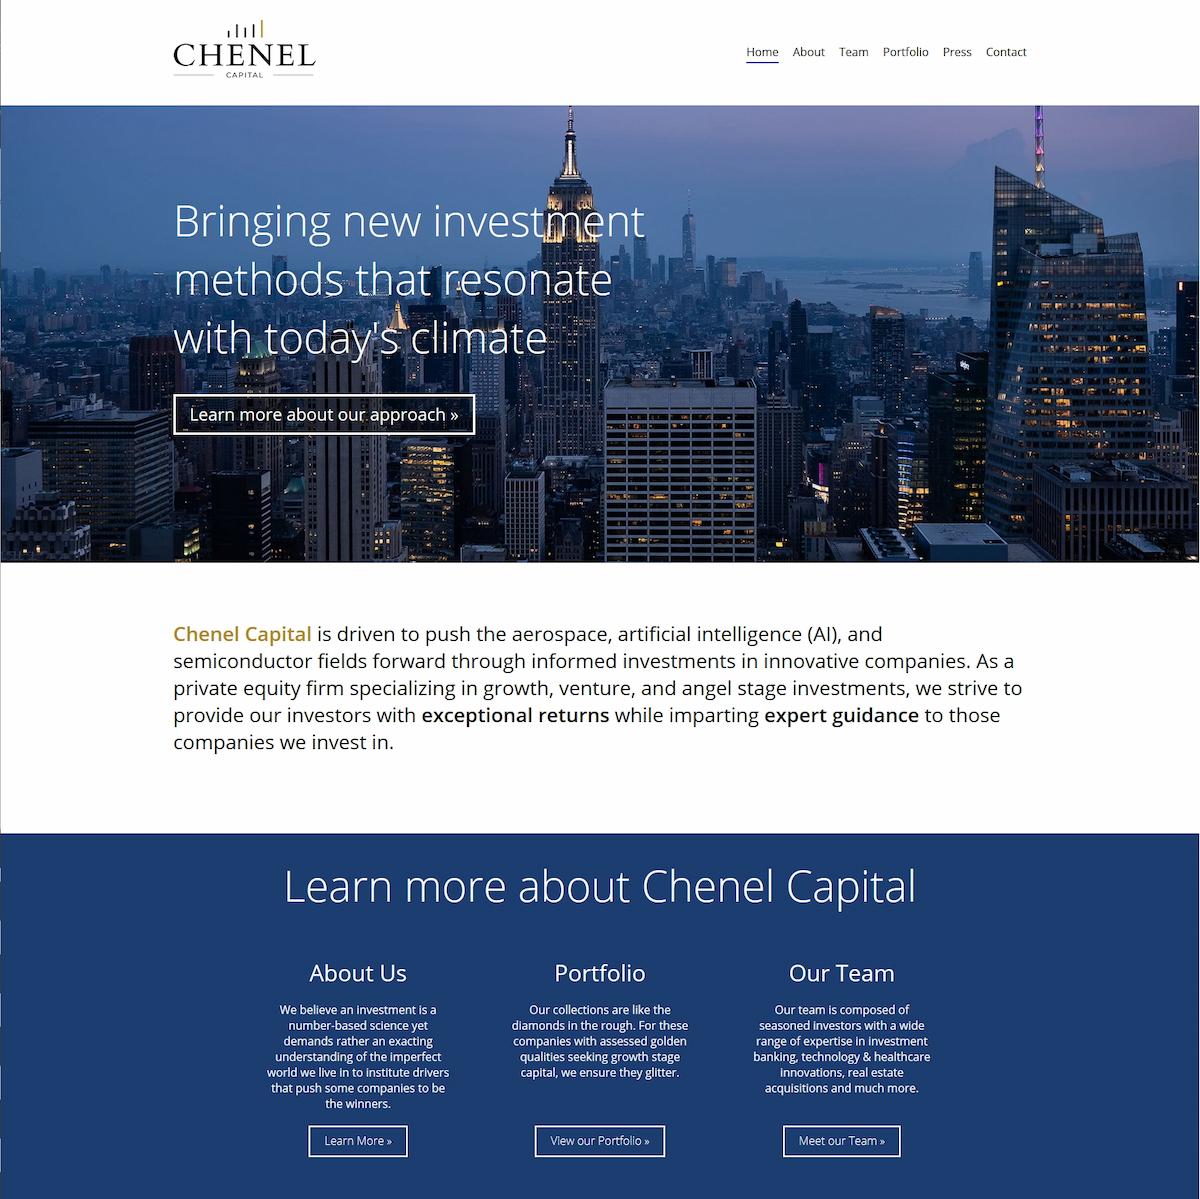 CHENEL
CAPITAL
Home About Team Portfolio Press Contact
Bringing new investment
methods that resonate
with today's climate
Learn more about our approach »
Chenel Capital is driven to push the aerospace, artificial intelligence (AI), and
semiconductor fields forward through informed investments in innovative companies. As a
private equity firm specializing in growth, venture, and angel stage investments, we strive to
provide our investors with exceptional returns while imparting expert guidance to those
companies we invest in.
Learn more about Chenel Capital
About Us
We believe an investment is a
number-based science yet
demands rather an exacting
understanding of the imperfect
world we live in to institute drivers
that push some companies to be
the winners.
Learn More »
Portfolio
Our collections are like the
diamonds in the rough. For these
companies with assessed golden
qualities seeking growth stage
capital, we ensure they glitter.
View our Portfolio »
Our Team
Our team is composed of
seasoned investors with a wide
range of expertise in investment
banking, technology & healthcare
innovations, real estate
acquisitions and much more.
Meet our Team »